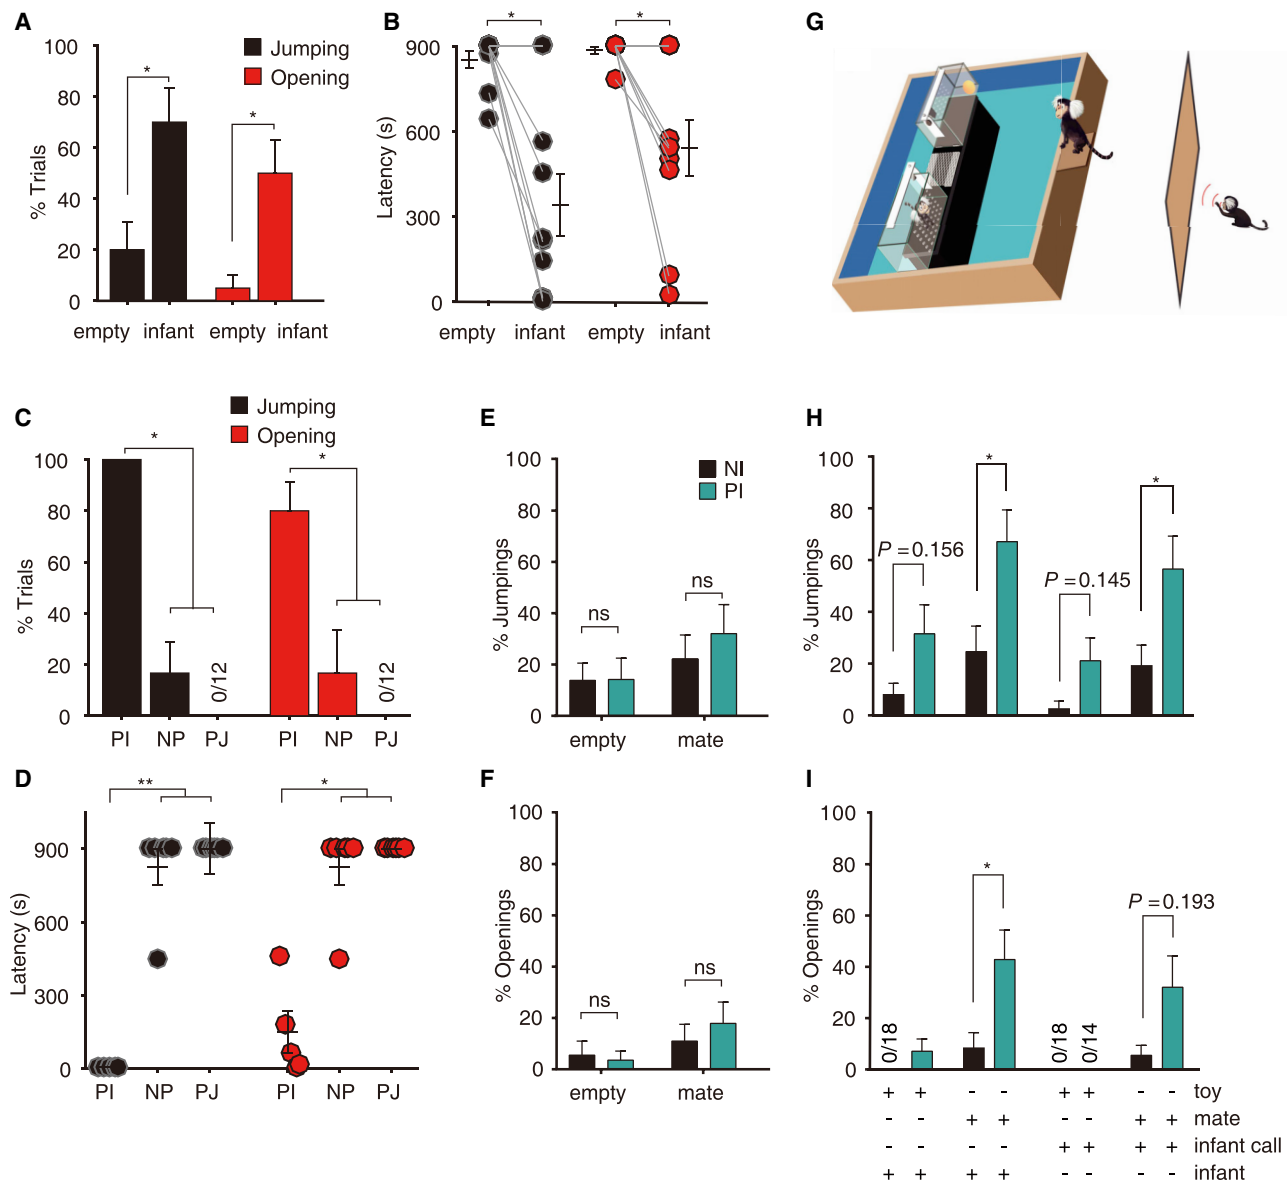 A
100
80
60
40
20
0
% Trials
Jumping
Opening
*
*
empty infant empty infant
B
900
600
300
0
Latency (s)
*
*
empty infant empty infant
G
C
Jumping
Opening
100
80
60
40
20
0
% Trials
*
*
0/12
0/12
PI NP PJ PI NP PJ
D
900
600
300
0
Latency (s)
**
*
PI NP PJ PI NP PJ
E
100
80
60
40
20
0
% Jumpings
NI
PI
ns
ns
empty mate
F
100
80
60
40
20
0
% Openings
ns
ns
empty mate
H
100
80
60
40
20
0
% Jumpings
P = 0.156
*
P = 0.145
*
I
100
80
60
40
20
0
% Openings
0/18
*
0/18
0/14
P = 0.193
+ + - - + + - - toy
- - + + - - + + mate
- - - - + + + + infant call
+ + + + - - - - infant